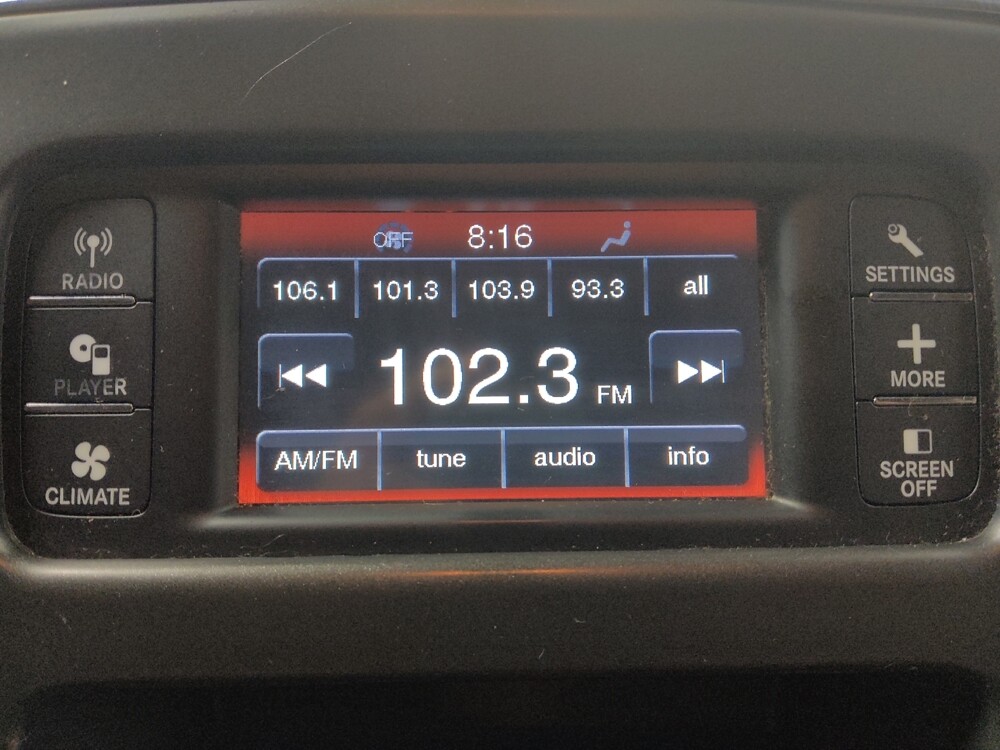 OFF 8:16
106.1 101.3 103.9 93.3 all
102.3 FM
AM/FM tune audio info
RADIO
PLAYER
CLIMATE
SETTINGS
MORE
SCREEN
OFF